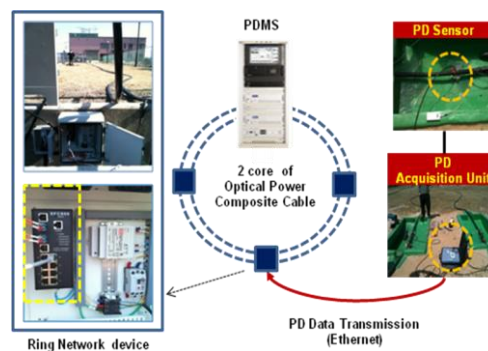 PDMS
PD Sensor
2 core of
Optical Power
Composite Cable
PD
Acquisition Unit
PD Data Transmission
(Ethernet)
Ring Network device